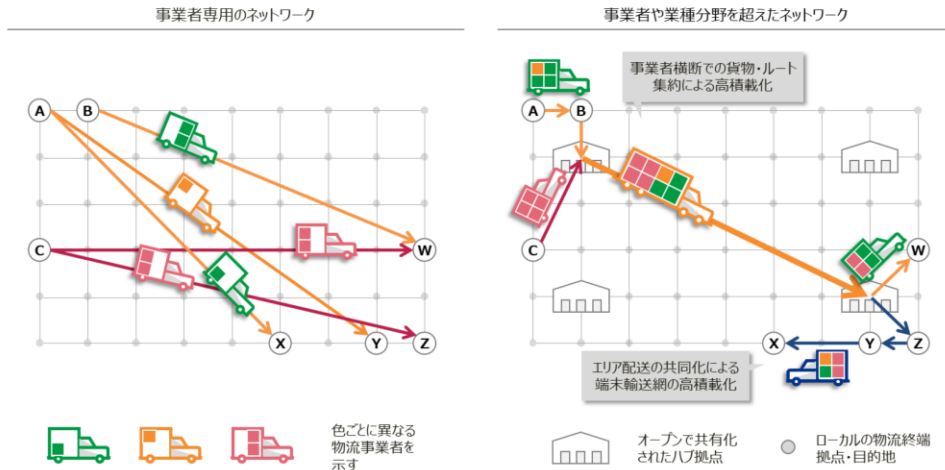 事業者専用のネットワーク
事業者や業種分野を超えたネットワーク
A
B
C
W
X
Y
Z
事業者横断での貨物・ルート
集約による高積載化
A
B
C
W
X
Y
Z
エリア配送の共同化による
端末輸送網の高積載化
色ごとに異なる
物流事業者を
示す
オープンで共有化
されたハブ拠点
ローカルの物流終端
拠点・目的地